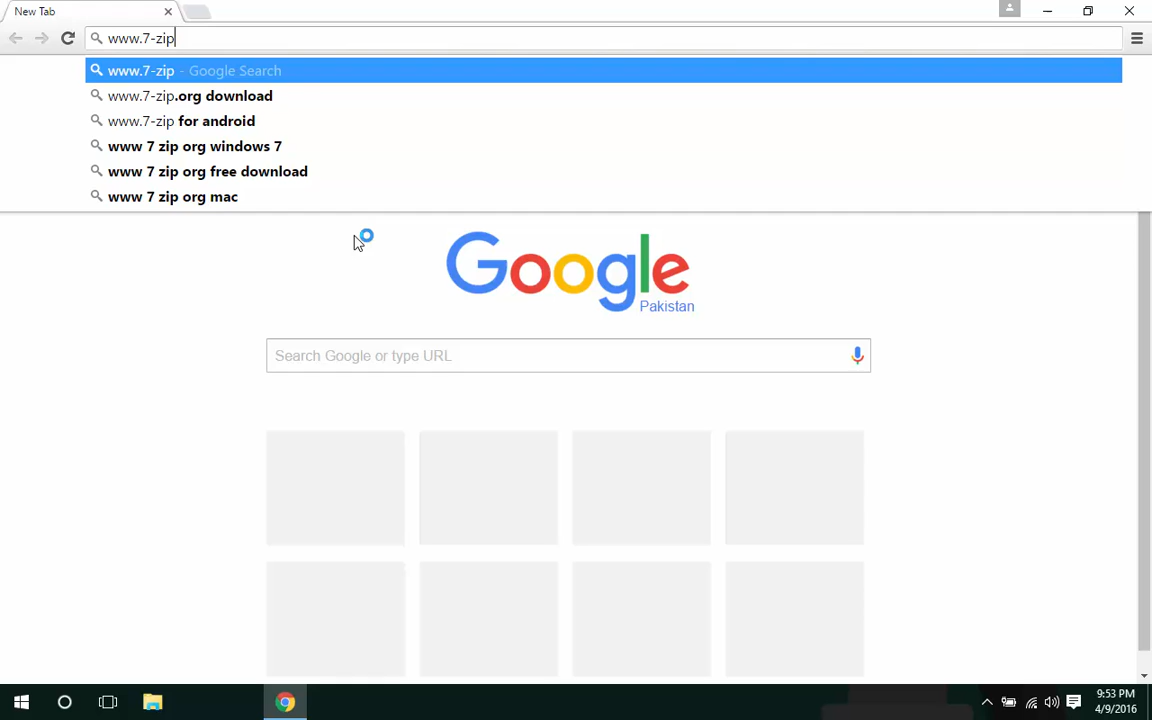 New Tab
www.7-zip
www.7-zip - Google Search
www.7-zip.org download
www.7-zip for android
www 7 zip org windows 7
www 7 zip org free download
www 7 zip org mac
Google
Pakistan
Search Google or type URL
9:53 PM
4/9/2016